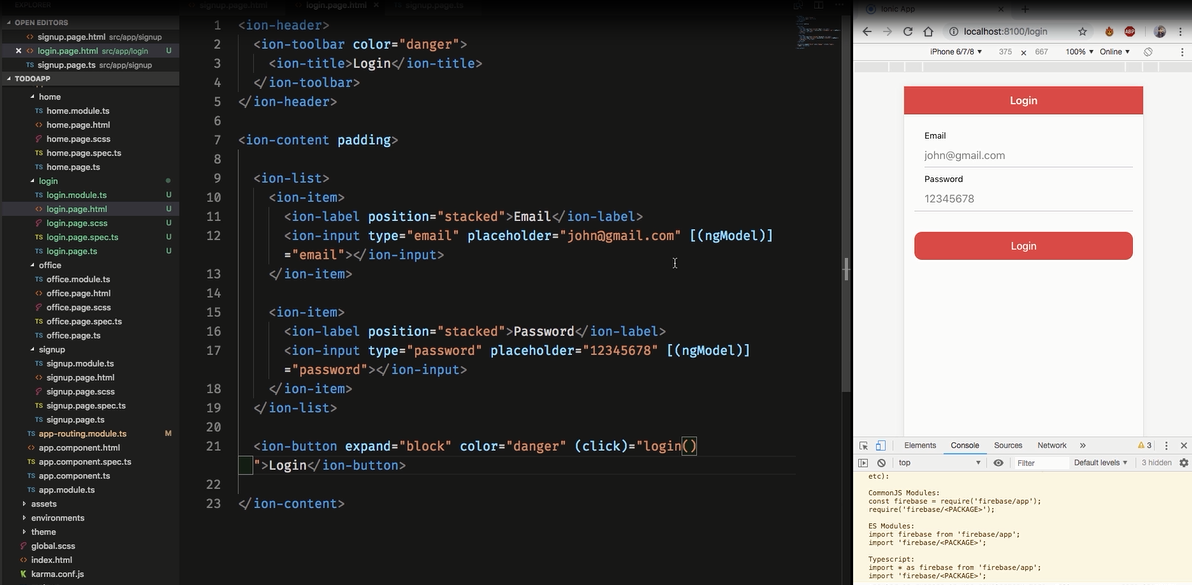 EXPLORER
OPEN EDITORS
signup.page.html src/app/signup
login.page.html src/app/login U
signup.page.ts src/app/signup
TODOAPP
home
home.module.ts
home.page.html
home.page.scss
home.page.spec.ts
home.page.ts
login
login.module.ts U
login.page.html U
login.page.scss U
login.page.spec.ts U
login.page.ts U
office
office.module.ts
office.page.html
office.page.scss
office.page.spec.ts
office.page.ts
signup
signup.module.ts
signup.page.html
signup.page.scss
signup.page.spec.ts
signup.page.ts
app-routing.module.ts M
app.component.html
app.component.spec.ts
app.component.ts
app.module.ts
assets
environments
theme
global.scss
index.html
karma.conf.js
signup.page.html login.page.html signup.page.ts
1 <ion-header>
2 <ion-toolbar color="danger">
3 <ion-title>Login</ion-title>
4 </ion-toolbar>
5 </ion-header>
6
7 <ion-content padding>
8
9 <ion-list>
10 <ion-item>
11 <ion-label position="stacked">Email</ion-label>
12 <ion-input type="email" placeholder="john@gmail.com" [(ngModel)]
="email"></ion-input>
13 </ion-item>
14
15 <ion-item>
16 <ion-label position="stacked">Password</ion-label>
17 <ion-input type="password" placeholder="12345678" [(ngModel)]
="password"></ion-input>
18 </ion-item>
19 </ion-list>
20
21 <ion-button expand="block" color="danger" (click)="login()
">Login</ion-button>
22
23 </ion-content>
Ionic App
localhost:8100/login
iPhone 6/7/8 375 x 667 100% Online
Login
Email
john@gmail.com
Password
12345678
Login
Elements Console Sources Network » 3
top Filter Default levels 3 hidden
etc):
CommonJS Modules:
const firebase = require('firebase/app');
require('firebase/<PACKAGE>');
ES Modules:
import firebase from 'firebase/app';
import 'firebase/<PACKAGE>';
Typescript:
import * as firebase from 'firebase/app';
import 'firebase/<PACKAGE>';